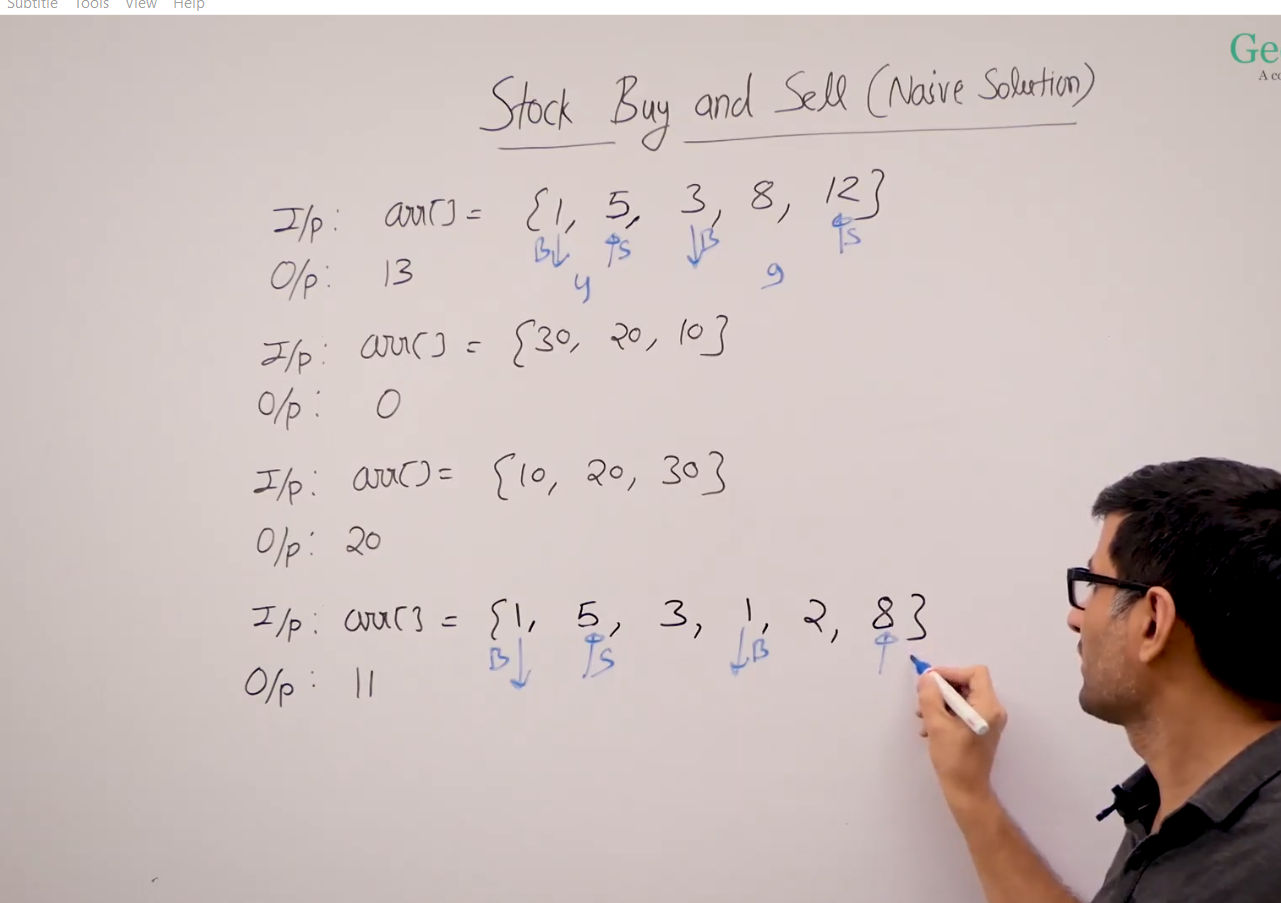 Subtitle Tools View Help
Ge
A co
Stock Buy and Sell (Naive Solution)
I/p: arr[] = {1, 5, 3, 8, 12}
B↓ ↑S ↓B ↑S
O/p: 13
4 9
I/p: arr[] = {30, 20, 10}
O/p: 0
I/p: arr[] = {10, 20, 30}
O/p: 20
I/p: arr[] = {1, 5, 3, 1, 2, 8}
B↓ ↑S ↓B ↑
O/p: 11